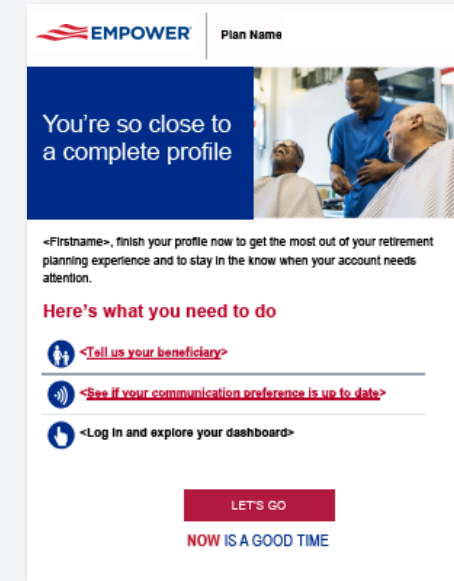 EMPOWER
Plan Name
You're so close to
a complete profile
<Firstname>, finish your profile now to get the most out of your retirement
planning experience and to stay in the know when your account needs
attention.
Here's what you need to do
<Tell us your beneficiary>
<See if your communication preference is up to date>
<Log in and explore your dashboard>
LET'S GO
NOW IS A GOOD TIME